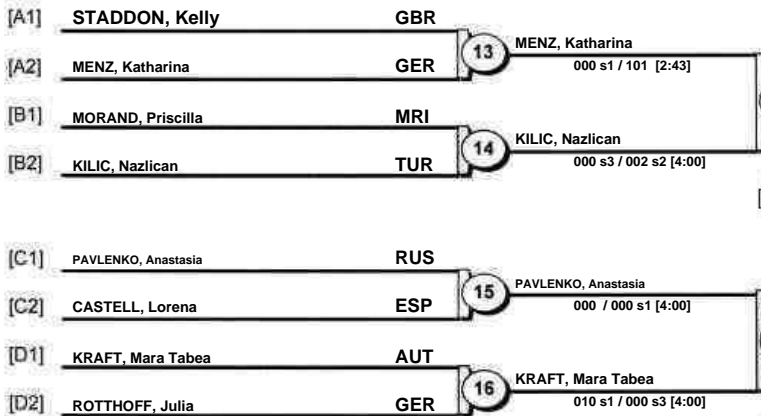 [A1] STADDON, Kelly GBR
13 MENZ, Katharina
[A2] MENZ, Katharina GER
000 s1 / 101 [2:43]
[B1] MORAND, Priscilla MRI
14 KILIC, Nazlican
[B2] KILIC, Nazlican TUR
000 s3 / 002 s2 [4:00]
[C1] PAVLENKO, Anastasia RUS
15 PAVLENKO, Anastasia
[C2] CASTELL, Lorena ESP
000 / 000 s1 [4:00]
[D1] KRAFT, Mara Tabea AUT
16 KRAFT, Mara Tabea
[D2] ROTTHOFF, Julia GER
010 s1 / 000 s3 [4:00]